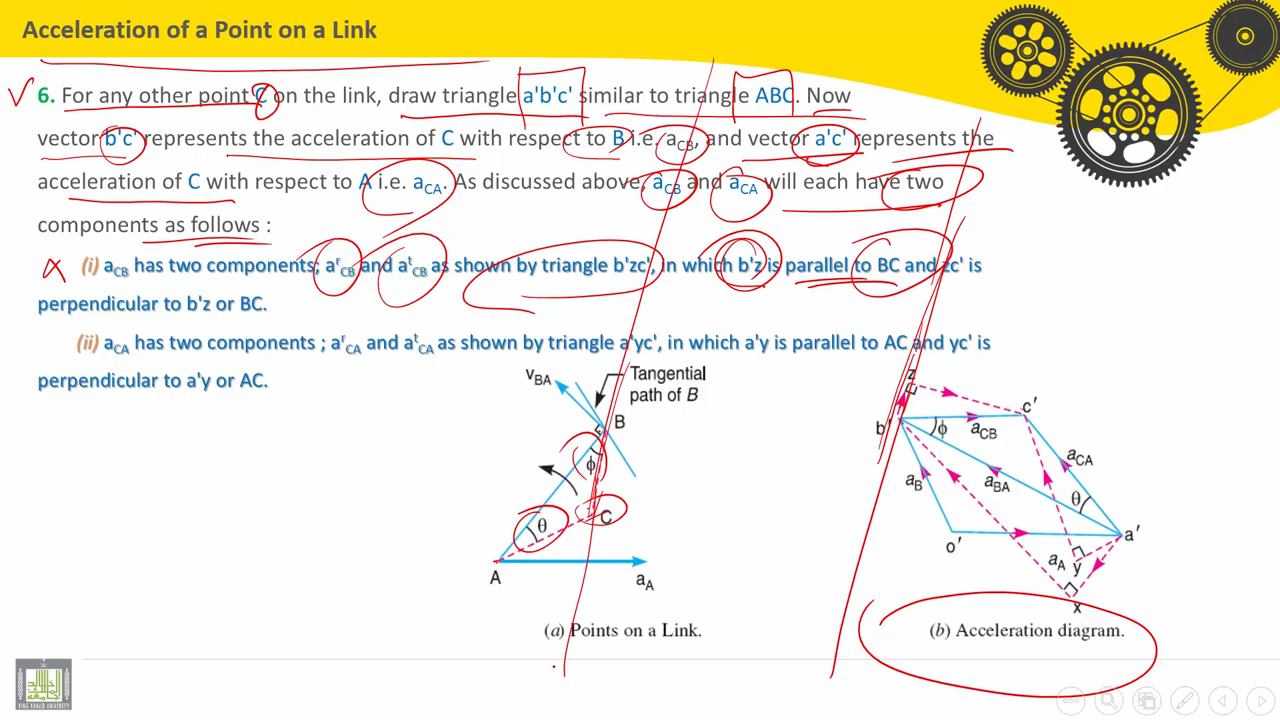 Acceleration of a Point on a Link
6. For any other point C on the link, draw triangle a'b'c' similar to triangle ABC. Now
vector b'c' represents the acceleration of C with respect to B i.e. aCB, and vector a'c' represents the
acceleration of C with respect to A i.e. aCA. As discussed above, aCB and aCA will each have two
components as follows :
(i) aCB has two components; arCB and atCB as shown by triangle b'zc', in which b'z is parallel to BC and zc' is
perpendicular to b'z or BC.
(ii) aCA has two components ; arCA and atCA as shown by triangle a'yc', in which a'y is parallel to AC and yc' is
perpendicular to a'y or AC.
vBA
Tangential
path of B
B
ϕ
C
θ
A
aA
(a) Points on a Link.
z
c'
b'
ϕ
aCB
aCA
aB
aBA
θ
o'
a'
aA
y
x
(b) Acceleration diagram.
KING KHALID UNIVERSITY